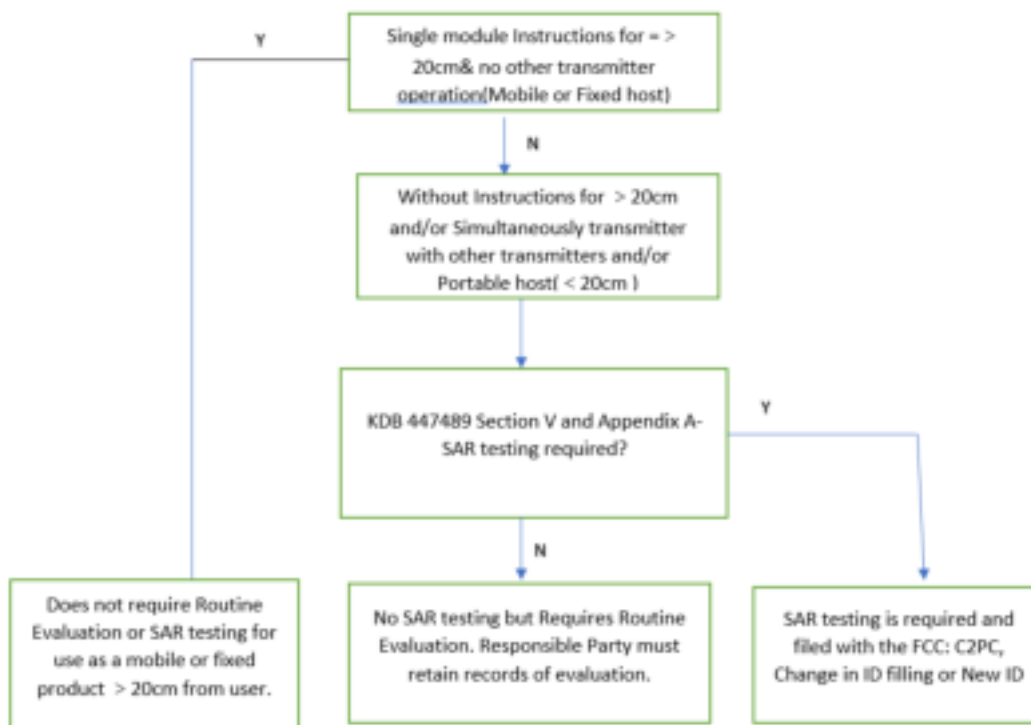 Y
Single module Instructions for = >
20cm& no other transmitter
operation(Mobile or Fixed host)
N
Without Instructions for > 20cm
and/or Simultaneously transmitter
with other transmitters and/or
Portable host( < 20cm )
KDB 447489 Section V and Appendix A-
SAR testing required?
Y
N
Does not require Routine
Evaluation or SAR testing for
use as a mobile or fixed
product > 20cm from user.
No SAR testing but Requires Routine
Evaluation. Responsible Party must
retain records of evaluation.
SAR testing is required and
filed with the FCC: C2PC,
Change in ID filling or New ID